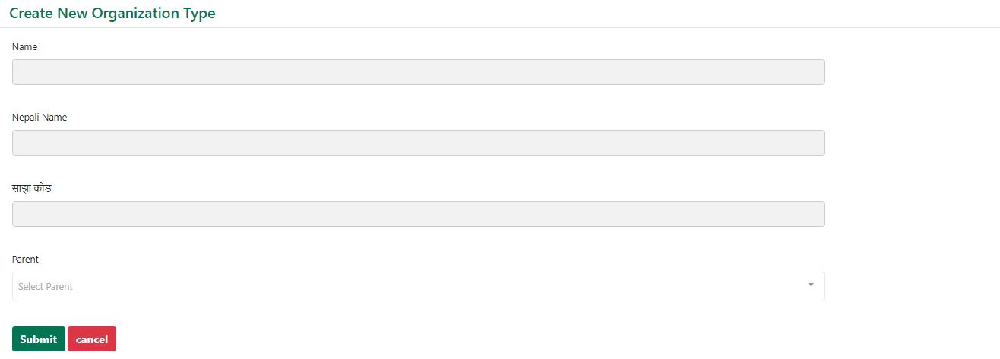 Create New Organization Type
Name
Nepali Name
साझा कोड
Parent
Select Parent
Submit cancel